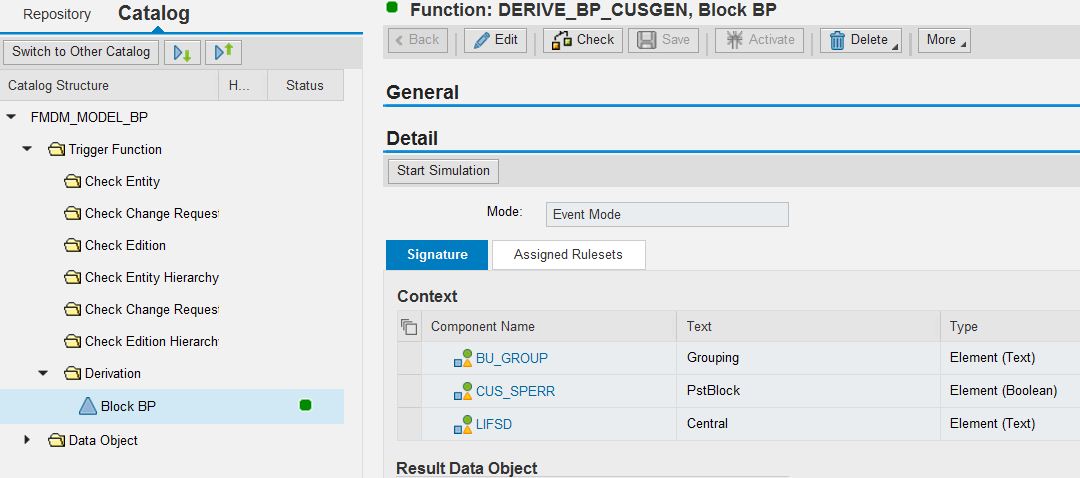 Repository Catalog
Switch to Other Catalog
Catalog Structure H... Status
FMDM_MODEL_BP
Trigger Function
Check Entity
Check Change Reques
Check Edition
Check Entity Hierarchy
Check Change Reques
Check Edition Hierarch
Derivation
Block BP
Data Object
Function: DERIVE_BP_CUSGEN, Block BP
Back Edit Check Save Activate Delete More
General
Detail
Start Simulation
Mode: Event Mode
Signature Assigned Rulesets
Context
Component Name Text Type
BU_GROUP Grouping Element (Text)
CUS_SPERR PstBlock Element (Boolean)
LIFSD Central Element (Text)
Result Data Object